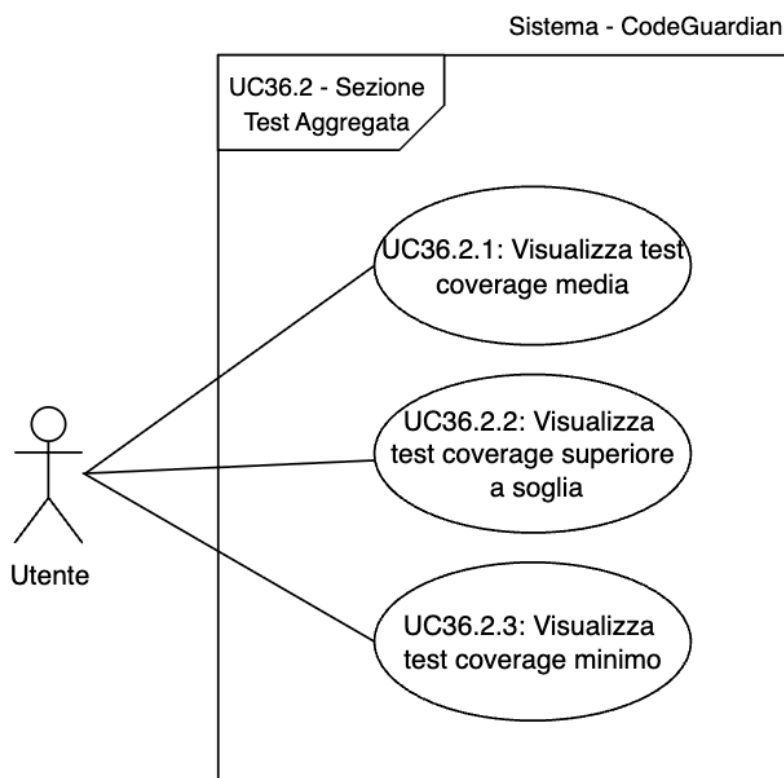 Sistema - CodeGuardian
UC36.2 - Sezione
Test Aggregata
UC36.2.1: Visualizza test
coverage media
UC36.2.2: Visualizza
test coverage superiore
a soglia
Utente
UC36.2.3: Visualizza
test coverage minimo